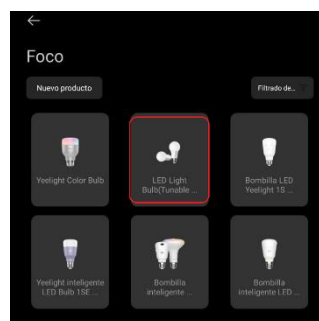 Foco
Nuevo producto
Filtrado de..
Yeelight Color Bulb
LED Light
Bulb(Tunable ...
Bombilla LED
Yeelight 1S ...
Yeelight inteligente
LED Bulb 1SE ...
Bombilla
inteligente ...
Bombilla
inteligente LED ...